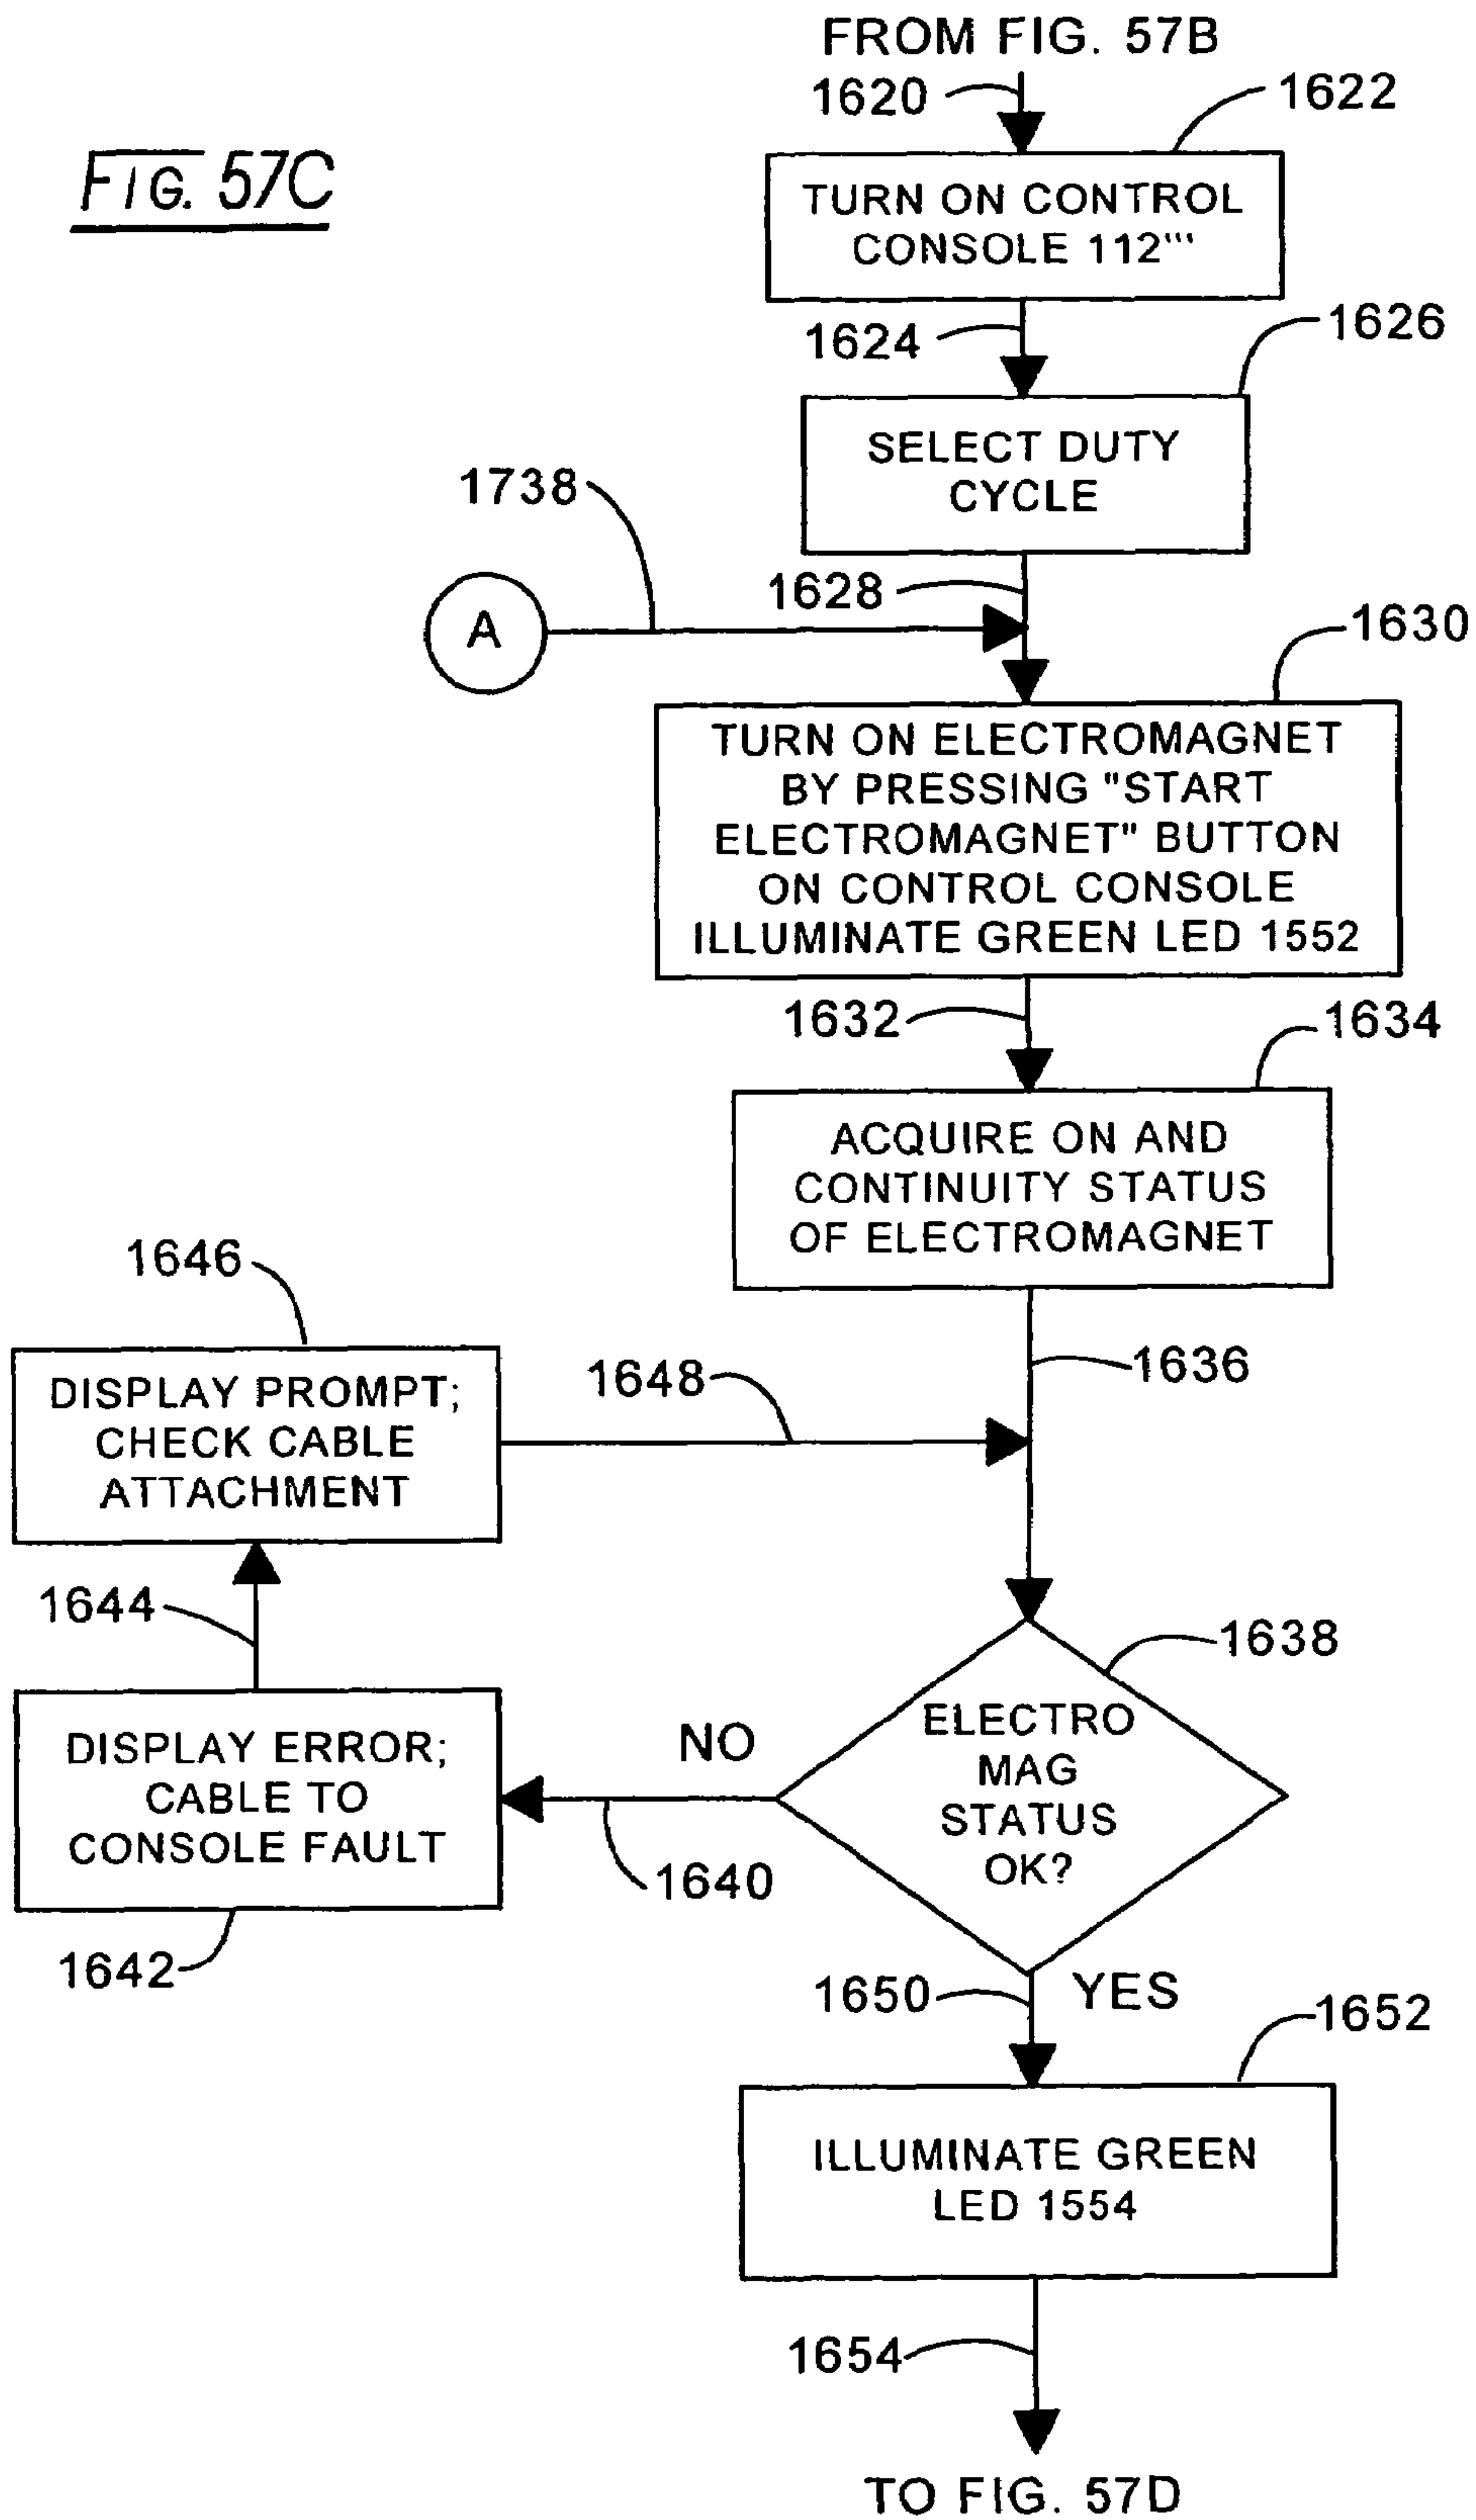 FROM FIG. 57B
1620
1622
FIG. 57C
TURN ON CONTROL
CONSOLE 112'''
1624
1626
SELECT DUTY
CYCLE
1738
1628
A
1630
TURN ON ELECTROMAGNET
BY PRESSING "START
ELECTROMAGNET" BUTTON
ON CONTROL CONSOLE
ILLUMINATE GREEN LED 1552
1632
1634
ACQUIRE ON AND
CONTINUITY STATUS
OF ELECTROMAGNET
1646
1636
DISPLAY PROMPT;
CHECK CABLE
ATTACHMENT
1648
1644
1638
ELECTRO
MAG
STATUS
OK?
NO
DISPLAY ERROR;
CABLE TO
CONSOLE FAULT
1640
1642
1650
YES
1652
ILLUMINATE GREEN
LED 1554
1654
TO FIG. 57D